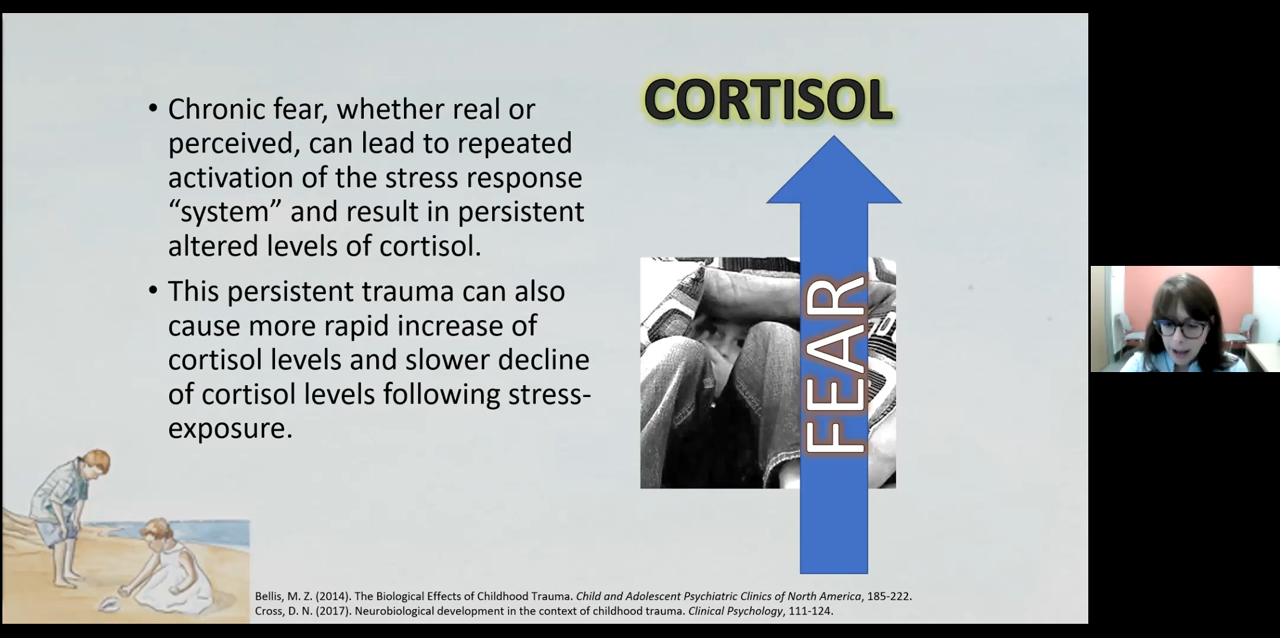 • Chronic fear, whether real or
perceived, can lead to repeated
activation of the stress response
“system” and result in persistent
altered levels of cortisol.
• This persistent trauma can also
cause more rapid increase of
cortisol levels and slower decline
of cortisol levels following stress-
exposure.
CORTISOL
FEAR
Bellis, M. Z. (2014). The Biological Effects of Childhood Trauma. Child and Adolescent Psychiatric Clinics of North America, 185-222.
Cross, D. N. (2017). Neurobiological development in the context of childhood trauma. Clinical Psychology, 111-124.